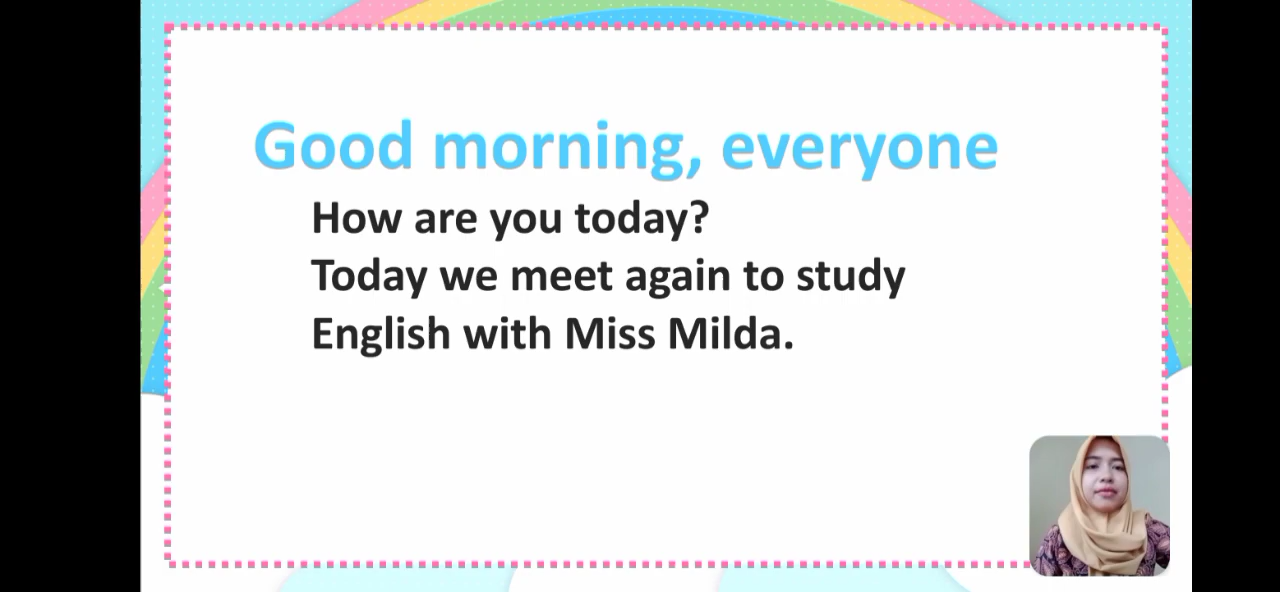 Good morning, everyone
How are you today?
Today we meet again to study
English with Miss Milda.